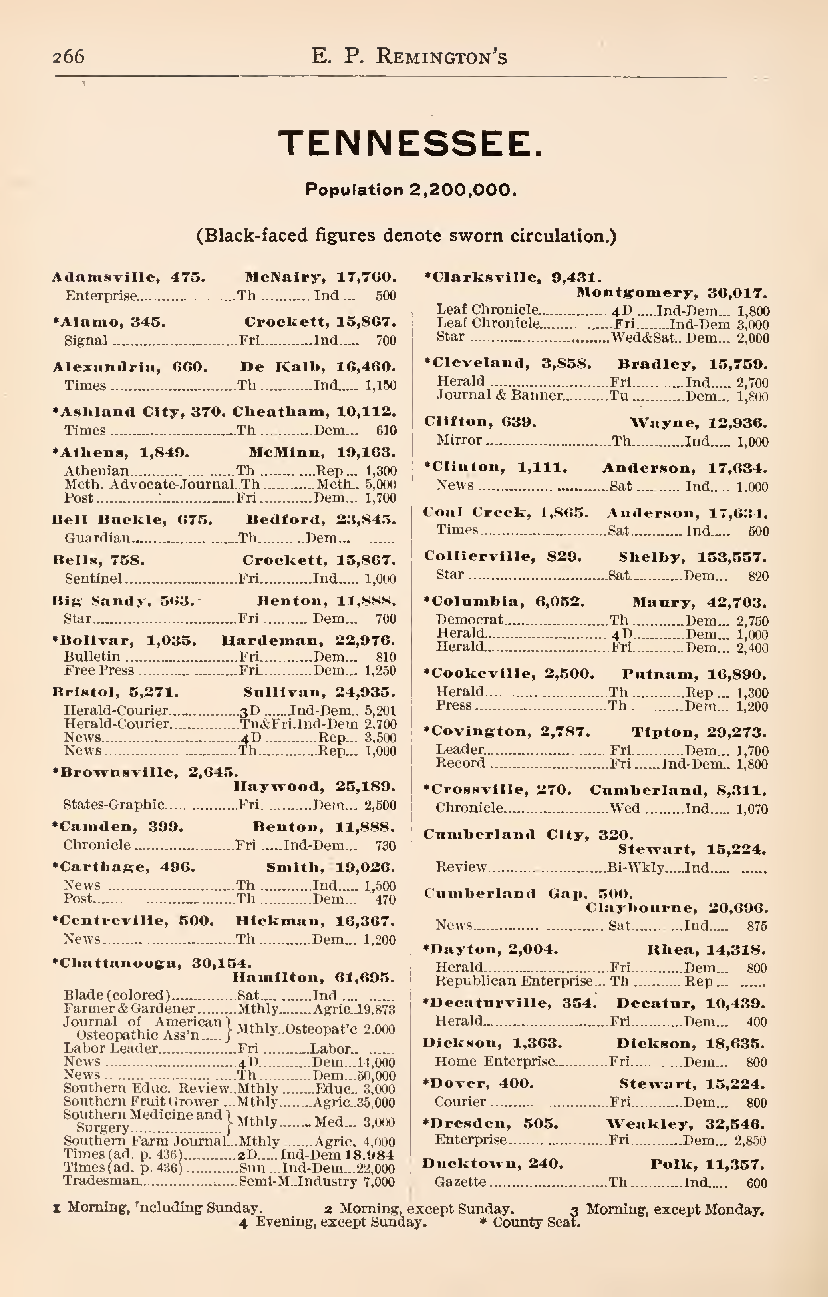 266 E. P. REMINGTON'S
TENNESSEE.
Population 2,200,000.
(Black-faced figures denote sworn circulation.)
Adamsville, 475. McNairy, 17,760.
Enterprise Th Ind 500
*Alamo, 345. Crockett, 15,867.
Signal Fri Ind 700
Alexandria, 660. De Kalb, 16,460.
Times Th Ind 1,150
*Ashland City, 370. Cheatham, 10,112.
Times Th Dem 610
*Athens, 1,849. McMinn, 19,163.
Athenian Th Rep 1,300
Meth. Advocate-Journal Th Meth 5,000
Post Fri Dem 1,700
Bell Buckle, 675. Bedford, 23,845.
Guardian Th Dem
Bells, 758. Crockett, 15,867.
Sentinel Fri Ind 1,000
Big Sandy, 563. Henton, 11,888.
Star Fri Dem 700
*Bolivar, 1,035. Hardeman, 22,976.
Bulletin Fri Dem 810
Free Press Fri Dem 1,250
Bristol, 5,271. Sullivan, 24,935.
Herald-Courier 3D Ind-Dem 5,201
Herald-Courier Tu&Fri.Ind-Dem 2,700
News 4D Rep 3,500
News Th Rep 1,000
*Brownsville, 2,645.
Haywood, 25,189.
States-Graphic Fri Dem 2,500
*Camden, 399. Benton, 11,888.
Chronicle Fri Ind-Dem 730
*Carthage, 496. Smith, 19,026.
News Th Ind 1,500
Post Th Dem 470
*Centreville, 500. Hickman, 16,367.
News Th Dem 1,200
*Chattanooga, 30,154.
Hamilton, 61,695.
Blade (colored) Sat Ind
Farmer & Gardener Mthly Agric 19,873
Journal of American Osteopathic Ass'n } Mthly Osteopat'c 2.000
Labor Leader Fri Labor
News 4D Dem 14,000
News Th Dem 50,000
Southern Educ. Review Mthly Educ 3,000
Southern Fruit Grower Mthly Agric 35,000
Southern Medicine and Surgery } Mthly Med 3,000
Southern Farm Journal Mthly Agric. 4,000
Times (ad. p. 436) 2D Ind-Dem 18.984
Times (ad. p. 436) Sun Ind-Dem 22,000
Tradesman Semi-M Industry 7,000
*Clarksville, 9,431.
Montgomery, 36,017.
Leaf Chronicle 4D Ind-Dem 1,800
Leaf Chronicle Fri Ind-Dem 3,000
Star Wed&Sat Dem 2,000
*Cleveland, 3,858. Bradley, 15,759.
Herald Fri Ind 2,700
Journal & Banner Tu Dem 1,800
Clifton, 639. Wayne, 12,936.
Mirror Th Ind 1,000
*Clinton, 1,111. Anderson, 17,634.
News Sat Ind 1.000
Coal Creek, 1,865. Anderson, 17,634.
Times Sat Ind 500
Collierville, 829. Shelby, 153,557.
Star Sat Dem 820
*Columbia, 6,052. Maury, 42,703.
Democrat Th Dem 2,750
Herald 4D Dem 1,000
Herald Fri Dem 2,400
*Cookeville, 2,500. Putnam, 16,890.
Herald Th Rep 1,300
Press Th Dem 1,200
*Covington, 2,787. Tipton, 29,273.
Leader Fri Dem 1,700
Record Fri Ind-Dem 1,800
*Crossville, 270. Cumberland, 8,311.
Chronicle Wed Ind 1,070
Cumberland City, 320.
Stewart, 15,224.
Review Bi-Wkly Ind
Cumberland Gap, 500.
Claybourne, 20,696.
News Sat Ind 875
*Dayton, 2,004. Rhea, 14,318.
Herald Fri Dem 800
Republican Enterprise Th Rep
*Decaturville, 354. Decatur, 10,439.
Herald Fri Dem 400
Dickson, 1,363. Dickson, 18,635.
Home Enterprise Fri Dem 800
*Dover, 400. Stewart, 15,224.
Courier Fri Dem 800
*Dresden, 505. Weakley, 32,546.
Enterprise Fri Dem 2,850
Ducktown, 240. Polk, 11,357.
Gazette Th Ind 600
1 Morning, Including Sunday. 2 Morning, except Sunday. 3 Morning, except Monday.
4 Evening, except Sunday. * County Seat.